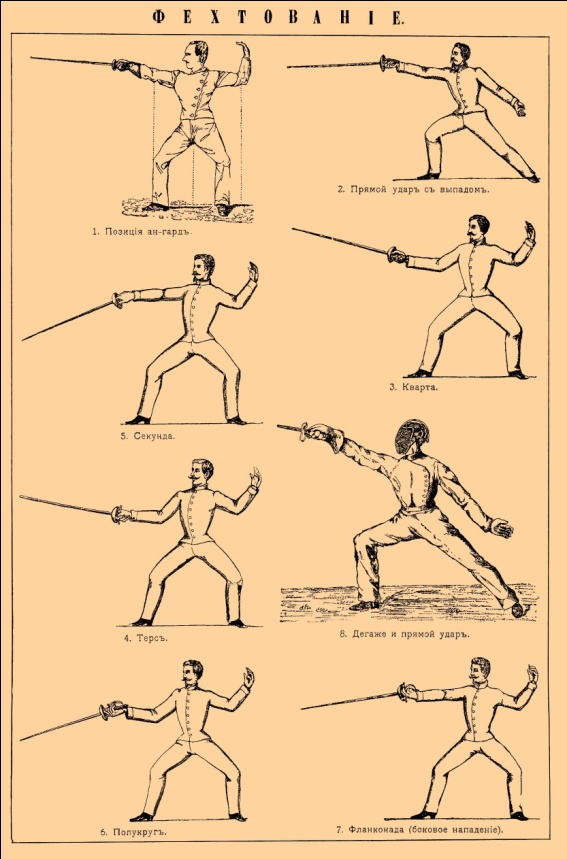 ФЕХТОВАНІЕ.
1. Позиція ан-гардъ.
2. Прямой ударъ съ выпадомъ.
3. Кварта.
5. Секунда.
4. Терсъ.
8. Дегаже и прямой ударъ.
6. Полукругъ.
7. Фланконада (боковое нападеніе).